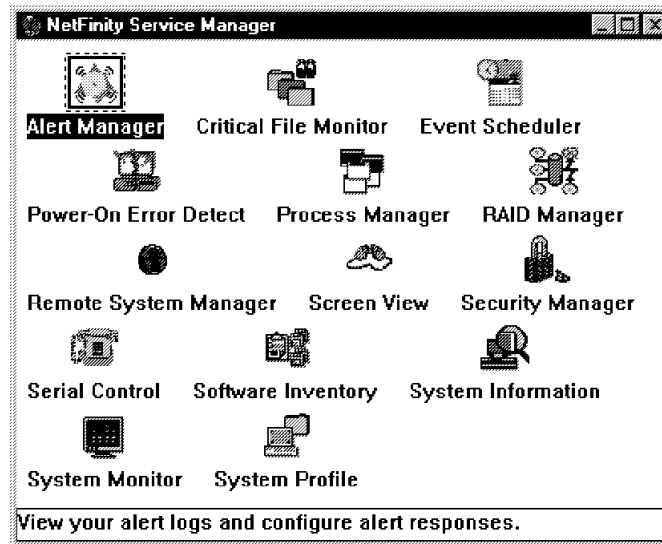 NetFinity Service Manager
Alert Manager Critical File Monitor Event Scheduler
Power-On Error Detect Process Manager RAID Manager
Remote System Manager Screen View Security Manager
Serial Control Software Inventory System Information
System Monitor System Profile
View your alert logs and configure alert responses.